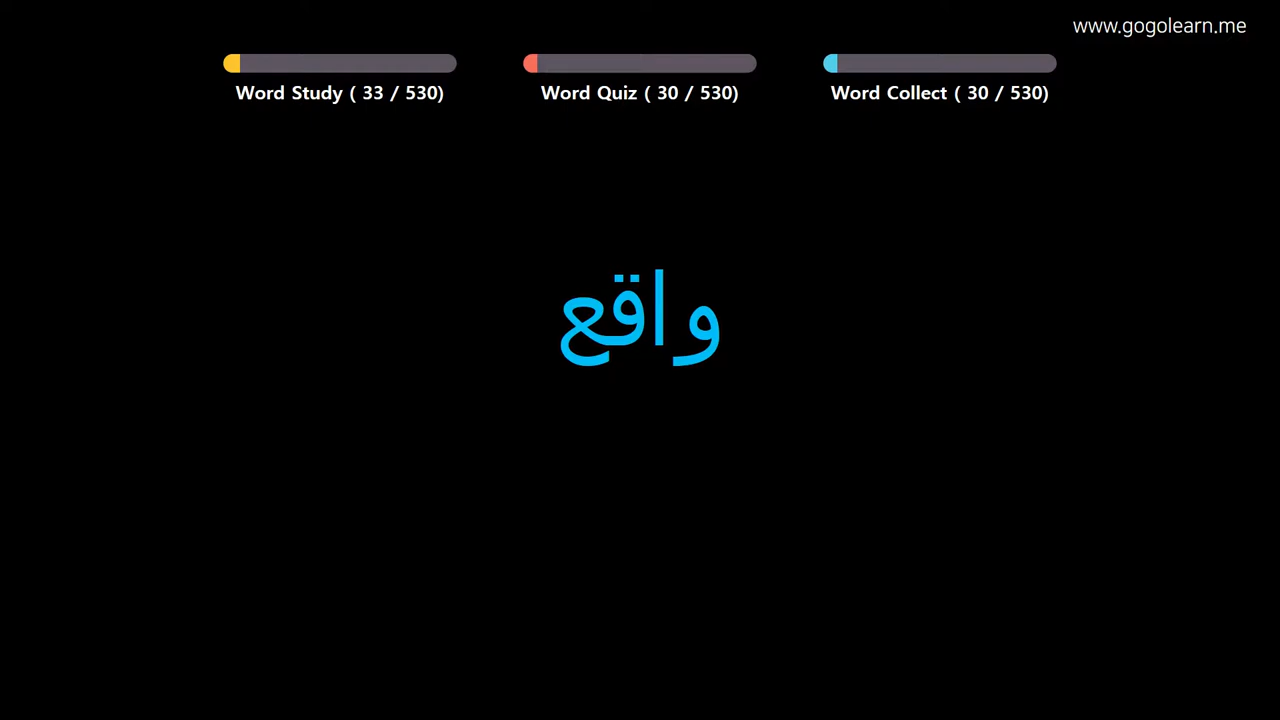 www.gogolearn.me
Word Study ( 33 / 530)
Word Quiz ( 30 / 530)
Word Collect ( 30 / 530)
واقع